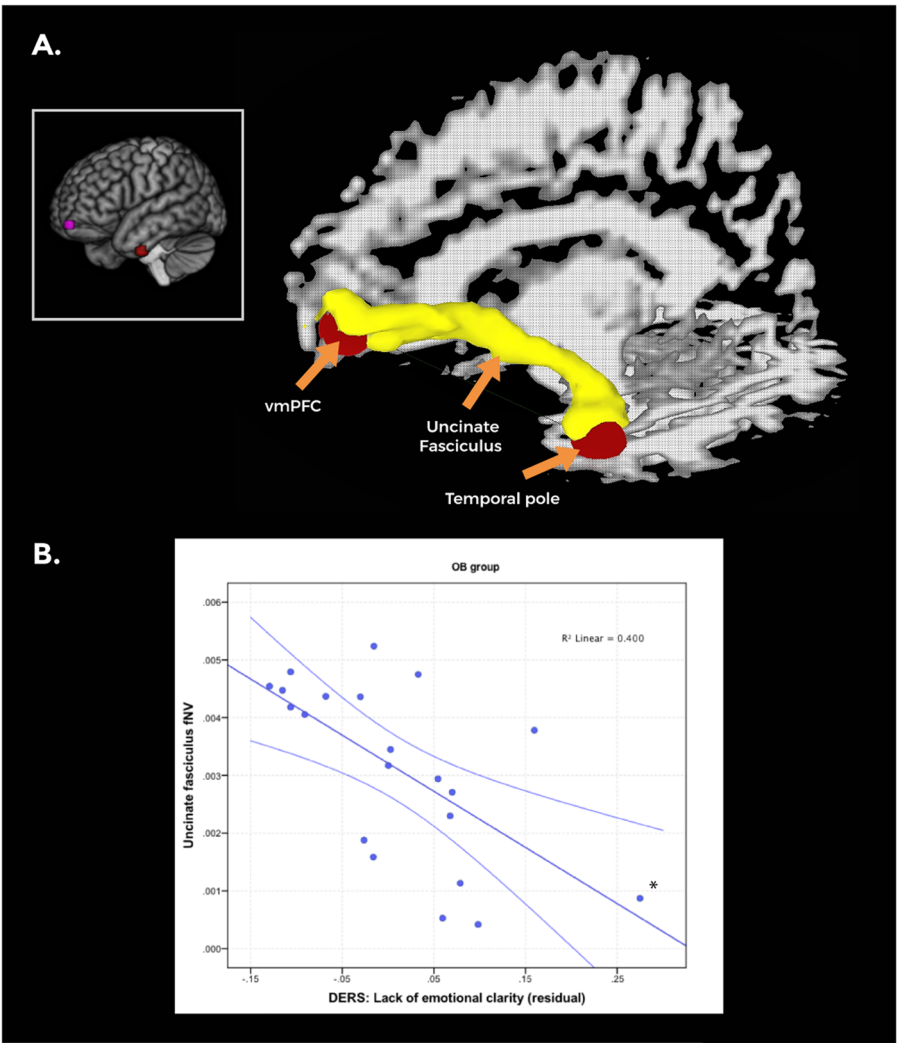 A.
vmPFC
Uncinate
Fasciculus
Temporal pole
B.
OB group
R² Linear = 0.400
Uncinate fasciculus fNV
.006
.005
.004
.003
.002
.001
.000
*
-.15
-.05
.05
.15
.25
DERS: Lack of emotional clarity (residual)